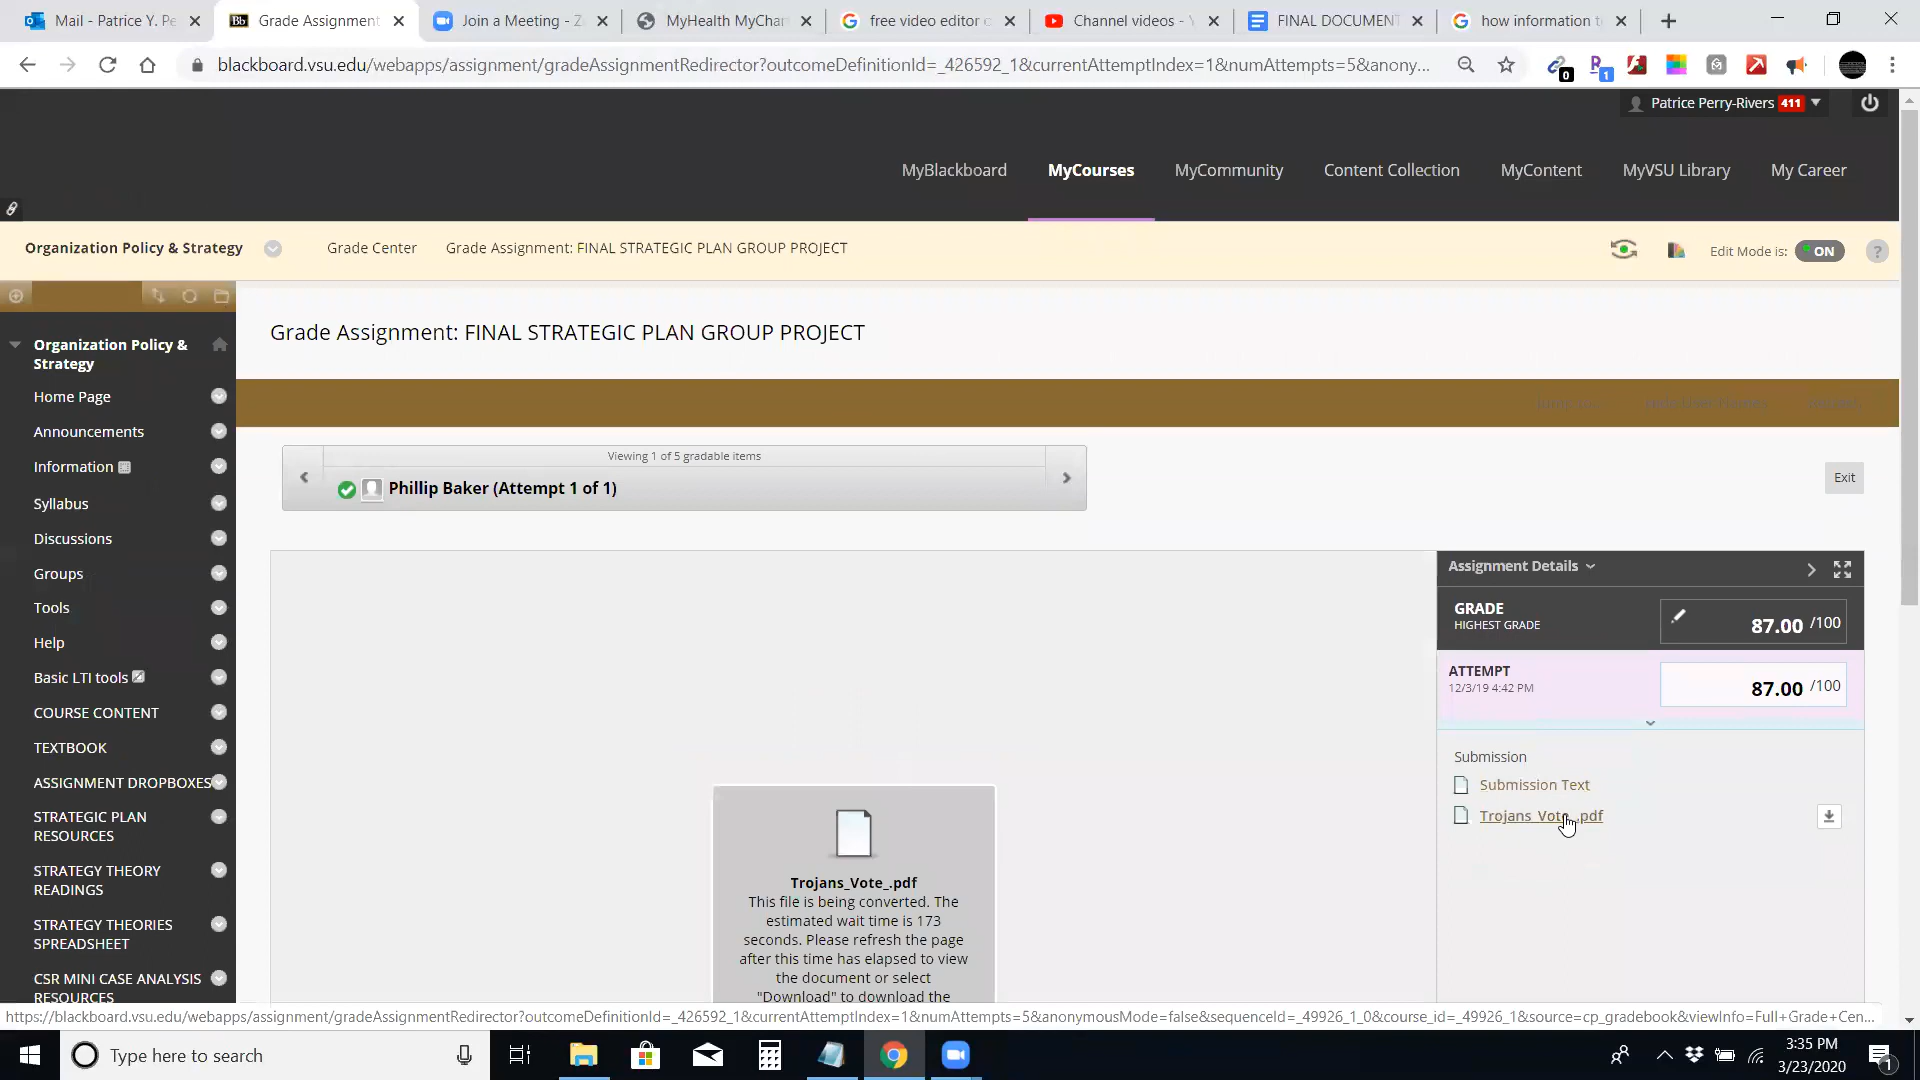 Mail - Patrice Y. Pe
Grade Assignment
Join a Meeting - Z
MyHealth MyChar
free video editor
Channel videos - Y
FINAL DOCUMENT
how information t
blackboard.vsu.edu/webapps/assignment/gradeAssignmentRedirector?outcomeDefinitionId=_426592_1&currentAttemptIndex=1&numAttempts=5&anony...
0
1
Patrice Perry-Rivers 411
MyBlackboard
MyCourses
MyCommunity
Content Collection
MyContent
MyVSU Library
My Career
Organization Policy & Strategy
Grade Center
Grade Assignment: FINAL STRATEGIC PLAN GROUP PROJECT
Edit Mode is: ON
?
Organization Policy &
Strategy
Home Page
Announcements
Information
Syllabus
Discussions
Groups
Tools
Help
Basic LTI tools
COURSE CONTENT
TEXTBOOK
ASSIGNMENT DROPBOXES
STRATEGIC PLAN
RESOURCES
STRATEGY THEORY
READINGS
STRATEGY THEORIES
SPREADSHEET
CSR MINI CASE ANALYSIS
RESOURCES
Grade Assignment: FINAL STRATEGIC PLAN GROUP PROJECT
Viewing 1 of 5 gradable items
Phillip Baker (Attempt 1 of 1)
Exit
Trojans_Vote_.pdf
This file is being converted. The
estimated wait time is 173
seconds. Please refresh the page
after this time has elapsed to view
the document or select
"Download" to download the
Assignment Details
GRADE
HIGHEST GRADE
87.00 /100
ATTEMPT
12/3/19 4:42 PM
87.00 /100
Submission
Submission Text
Trojans_Vote_.pdf
https://blackboard.vsu.edu/webapps/assignment/gradeAssignmentRedirector?outcomeDefinitionId=_426592_1&currentAttemptIndex=1&numAttempts=5&anonymousMode=false&sequenceId=_49926_1_0&course_id=_49926_1&source=cp_gradebook&viewInfo=Full+Grade+Cen...
Type here to search
3:35 PM
3/23/2020
1